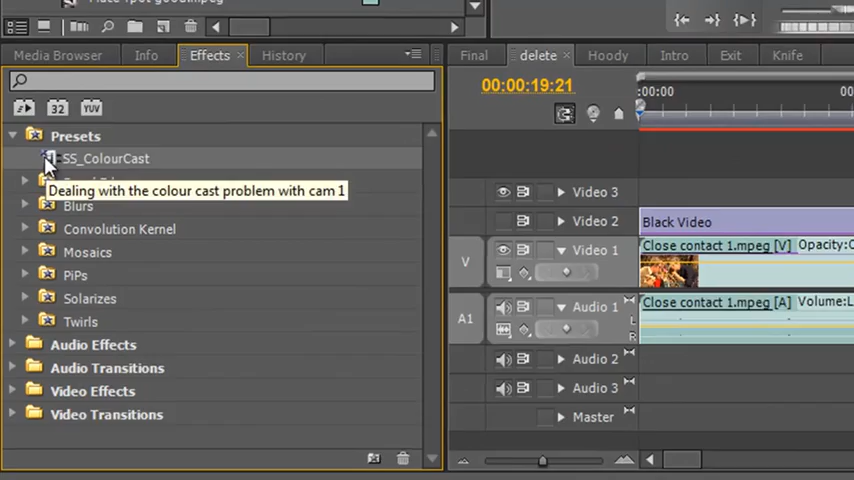 Media Browser Info Effects × History
Final delete × Hoody Intro Exit Knife
00:00:19:21
:00:00
00
32 YUV
Presets
SS_ColourCast
Dealing with the colour cast problem with cam 1
Blurs
Convolution Kernel
Mosaics
PiPs
Solarizes
Twirls
Audio Effects
Audio Transitions
Video Effects
Video Transitions
Video 3
Video 2
Black Video
V
Video 1
Close contact 1.mpeg [V] Opacity:O
A1
Audio 1
L
R
Close contact 1.mpeg [A] Volume:L
Audio 2
Audio 3
Master